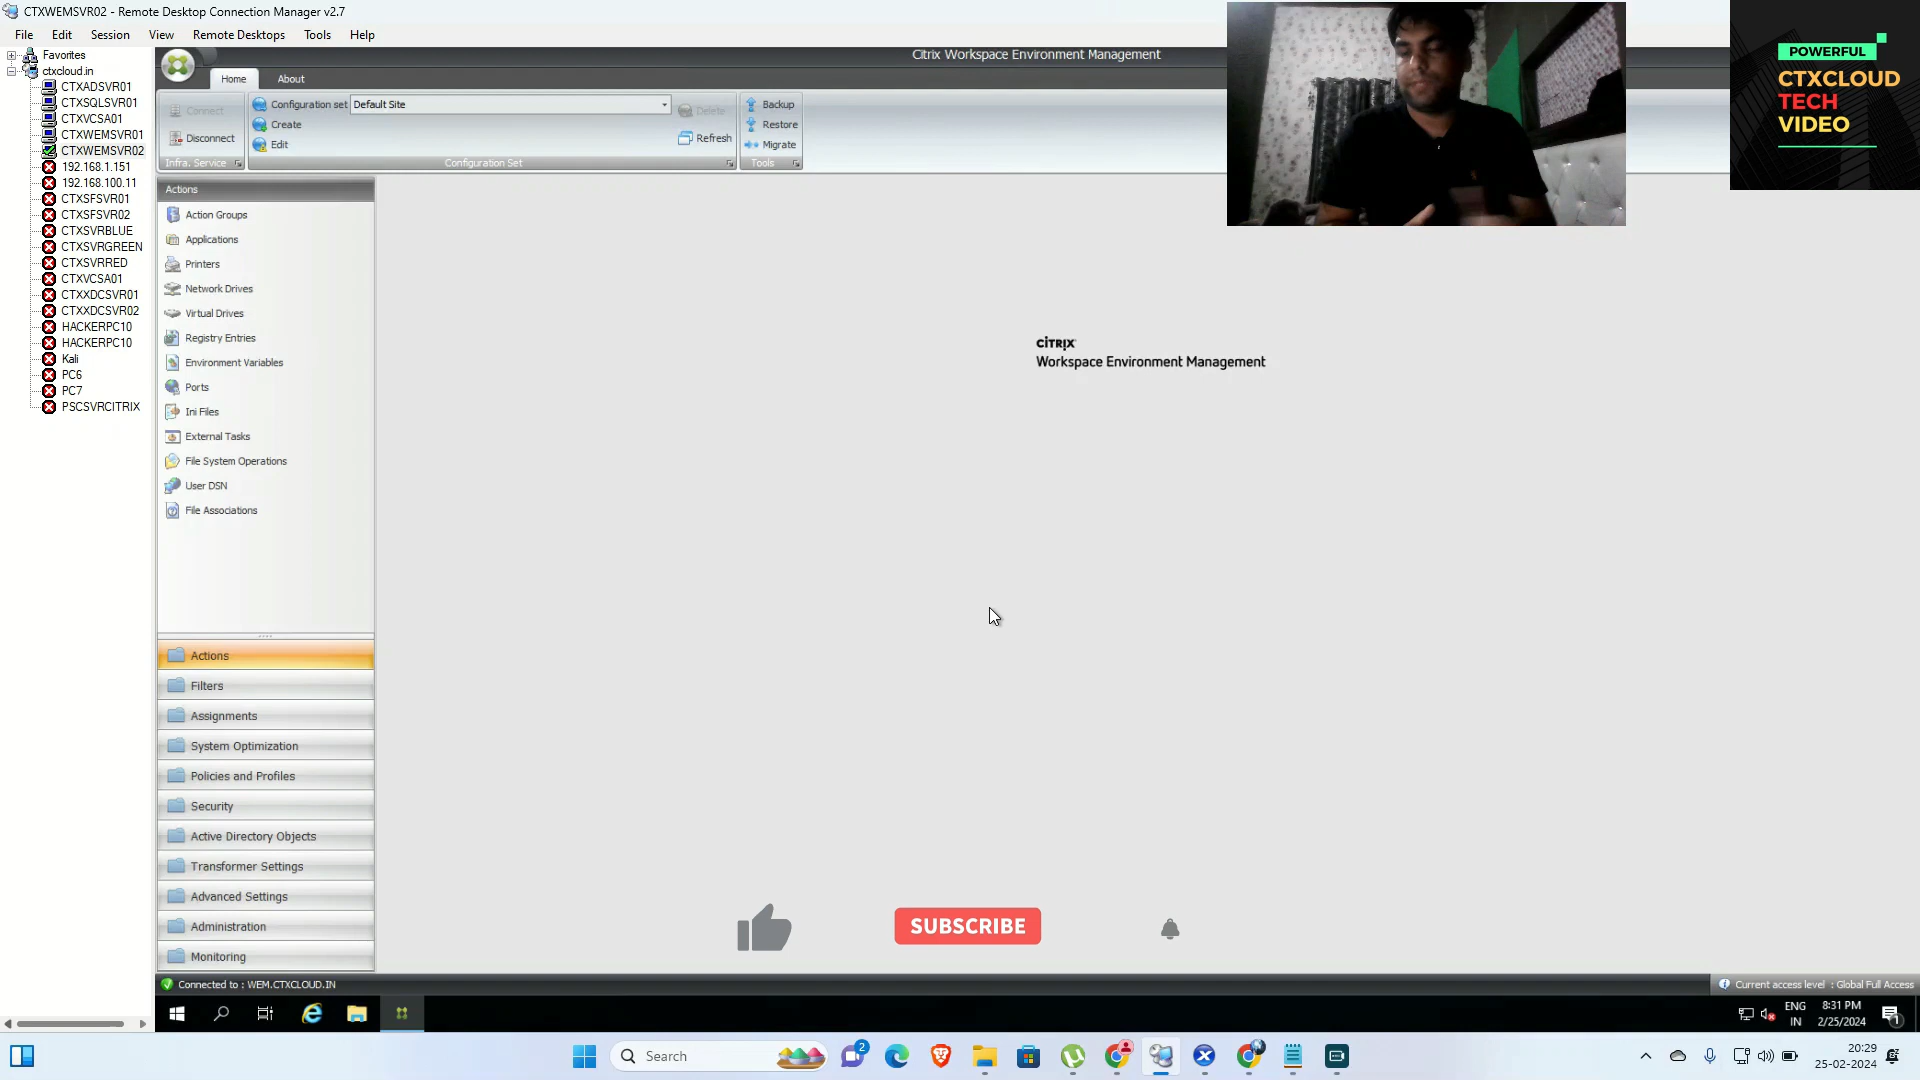 CTXWEMSVR02 - Remote Desktop Connection Manager v2.7
File Edit Session View Remote Desktops Tools Help
Favorites
ctxcloud.in
CTXADSVR01
CTXSQLSVR01
CTXVCSA01
CTXWEMSVR01
CTXWEMSVR02
192.168.1.151
192.168.100.11
CTXSFSVR01
CTXSFSVR02
CTXSVRBLUE
CTXSVRGREEN
CTXSVRRED
CTXVCSA01
CTXXDCSVR01
CTXXDCSVR02
HACKERPC10
HACKERPC10
Kali
PC6
PC7
PSCSVRCITRIX
Citrix Workspace Environment Management
Home About
Connect
Disconnect
Infra. Service
Configuration set Default Site
Create
Edit
Delete
Refresh
Configuration Set
Backup
Restore
Migrate
Tools
Actions
Action Groups
Applications
Printers
Network Drives
Virtual Drives
Registry Entries
Environment Variables
Ports
Ini Files
External Tasks
File System Operations
User DSN
File Associations
Actions
Filters
Assignments
System Optimization
Policies and Profiles
Security
Active Directory Objects
Transformer Settings
Advanced Settings
Administration
Monitoring
POWERFUL
CTXCLOUD
TECH
VIDEO
citrix
Workspace Environment Management
SUBSCRIBE
Connected to : WEM.CTXCLOUD.IN
Current access level : Global Full Access
ENG
IN
8:31 PM
2/25/2024
1
Search
2
20:29
25-02-2024